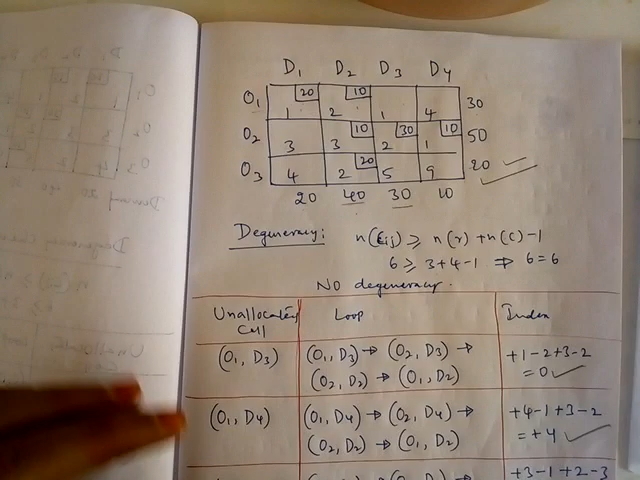 D1 D2 D3 D4
O1 20 1 10 2 1 4 30
O2 3 10 3 30 2 10 1 50
O3 4 20 2 5 9 20
20 40 30 10
Degeneracy: n(Cij) ⩾ n(r) + n(c) - 1
6 ⩾ 3+4-1 ⇒ 6 = 6
NO degeneracy.
Unallocated Cell Loop Index
(O1, D3) (O1, D3) → (O2, D3) → +1-2+3-2
(O2, D2) → (O1, D2) = 0 ✓
(O1, D4) (O1, D4) → (O2, D4) → +4-1+3-2
(O2, D2) → (O1, D2) = +4 ✓
+3-1+2-3